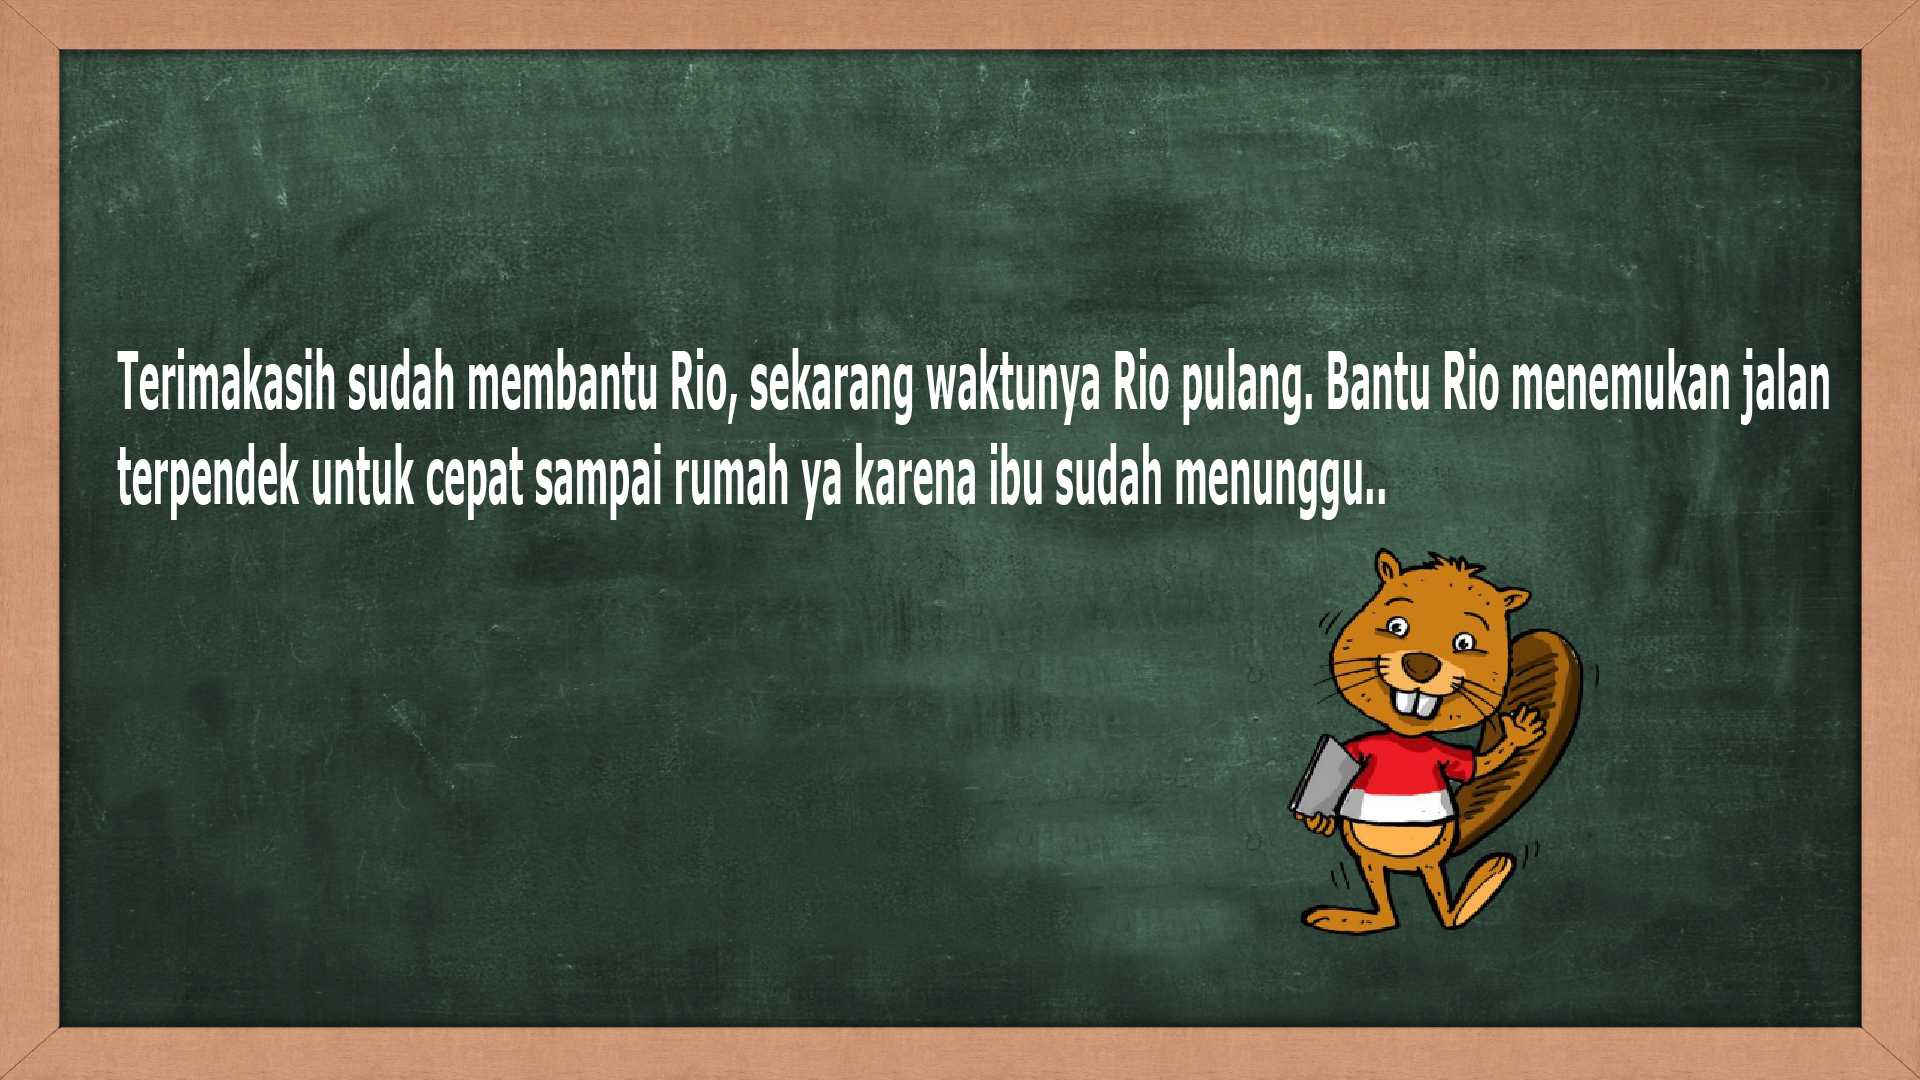 Terimakasih sudah membantu Rio, sekarang waktunya Rio pulang. Bantu Rio menemukan jalan
terpendek untuk cepat sampai rumah ya karena ibu sudah menunggu..